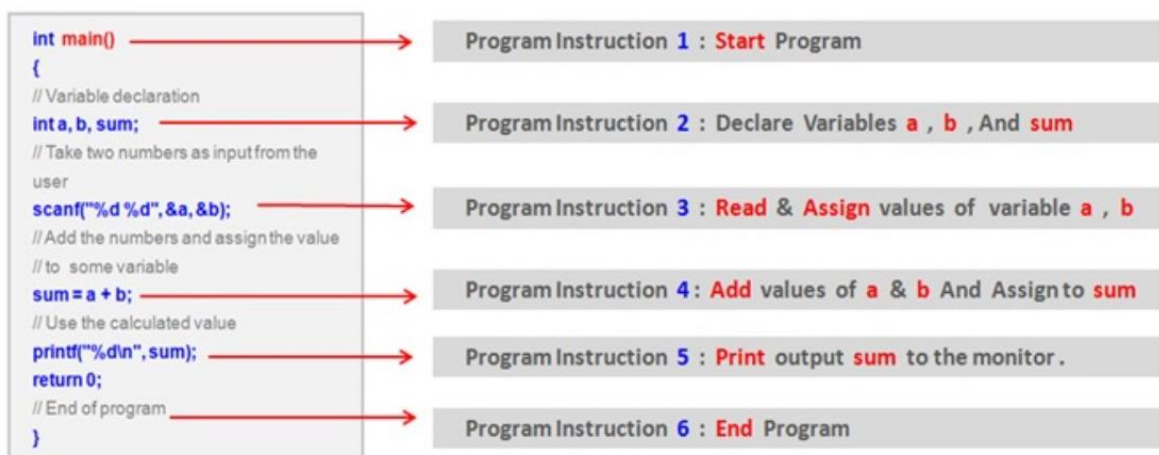 int main()
{
// Variable declaration
int a, b, sum;
// Take two numbers as input from the
user
scanf("%d %d", &a, &b);
// Add the numbers and assign the value
// to some variable
sum = a + b;
// Use the calculated value
printf("%d\n", sum);
return 0;
// End of program
}
Program Instruction 1 : Start Program
Program Instruction 2 : Declare Variables a , b , And sum
Program Instruction 3 : Read & Assign values of variable a , b
Program Instruction 4 : Add values of a & b And Assign to sum
Program Instruction 5 : Print output sum to the monitor .
Program Instruction 6 : End Program